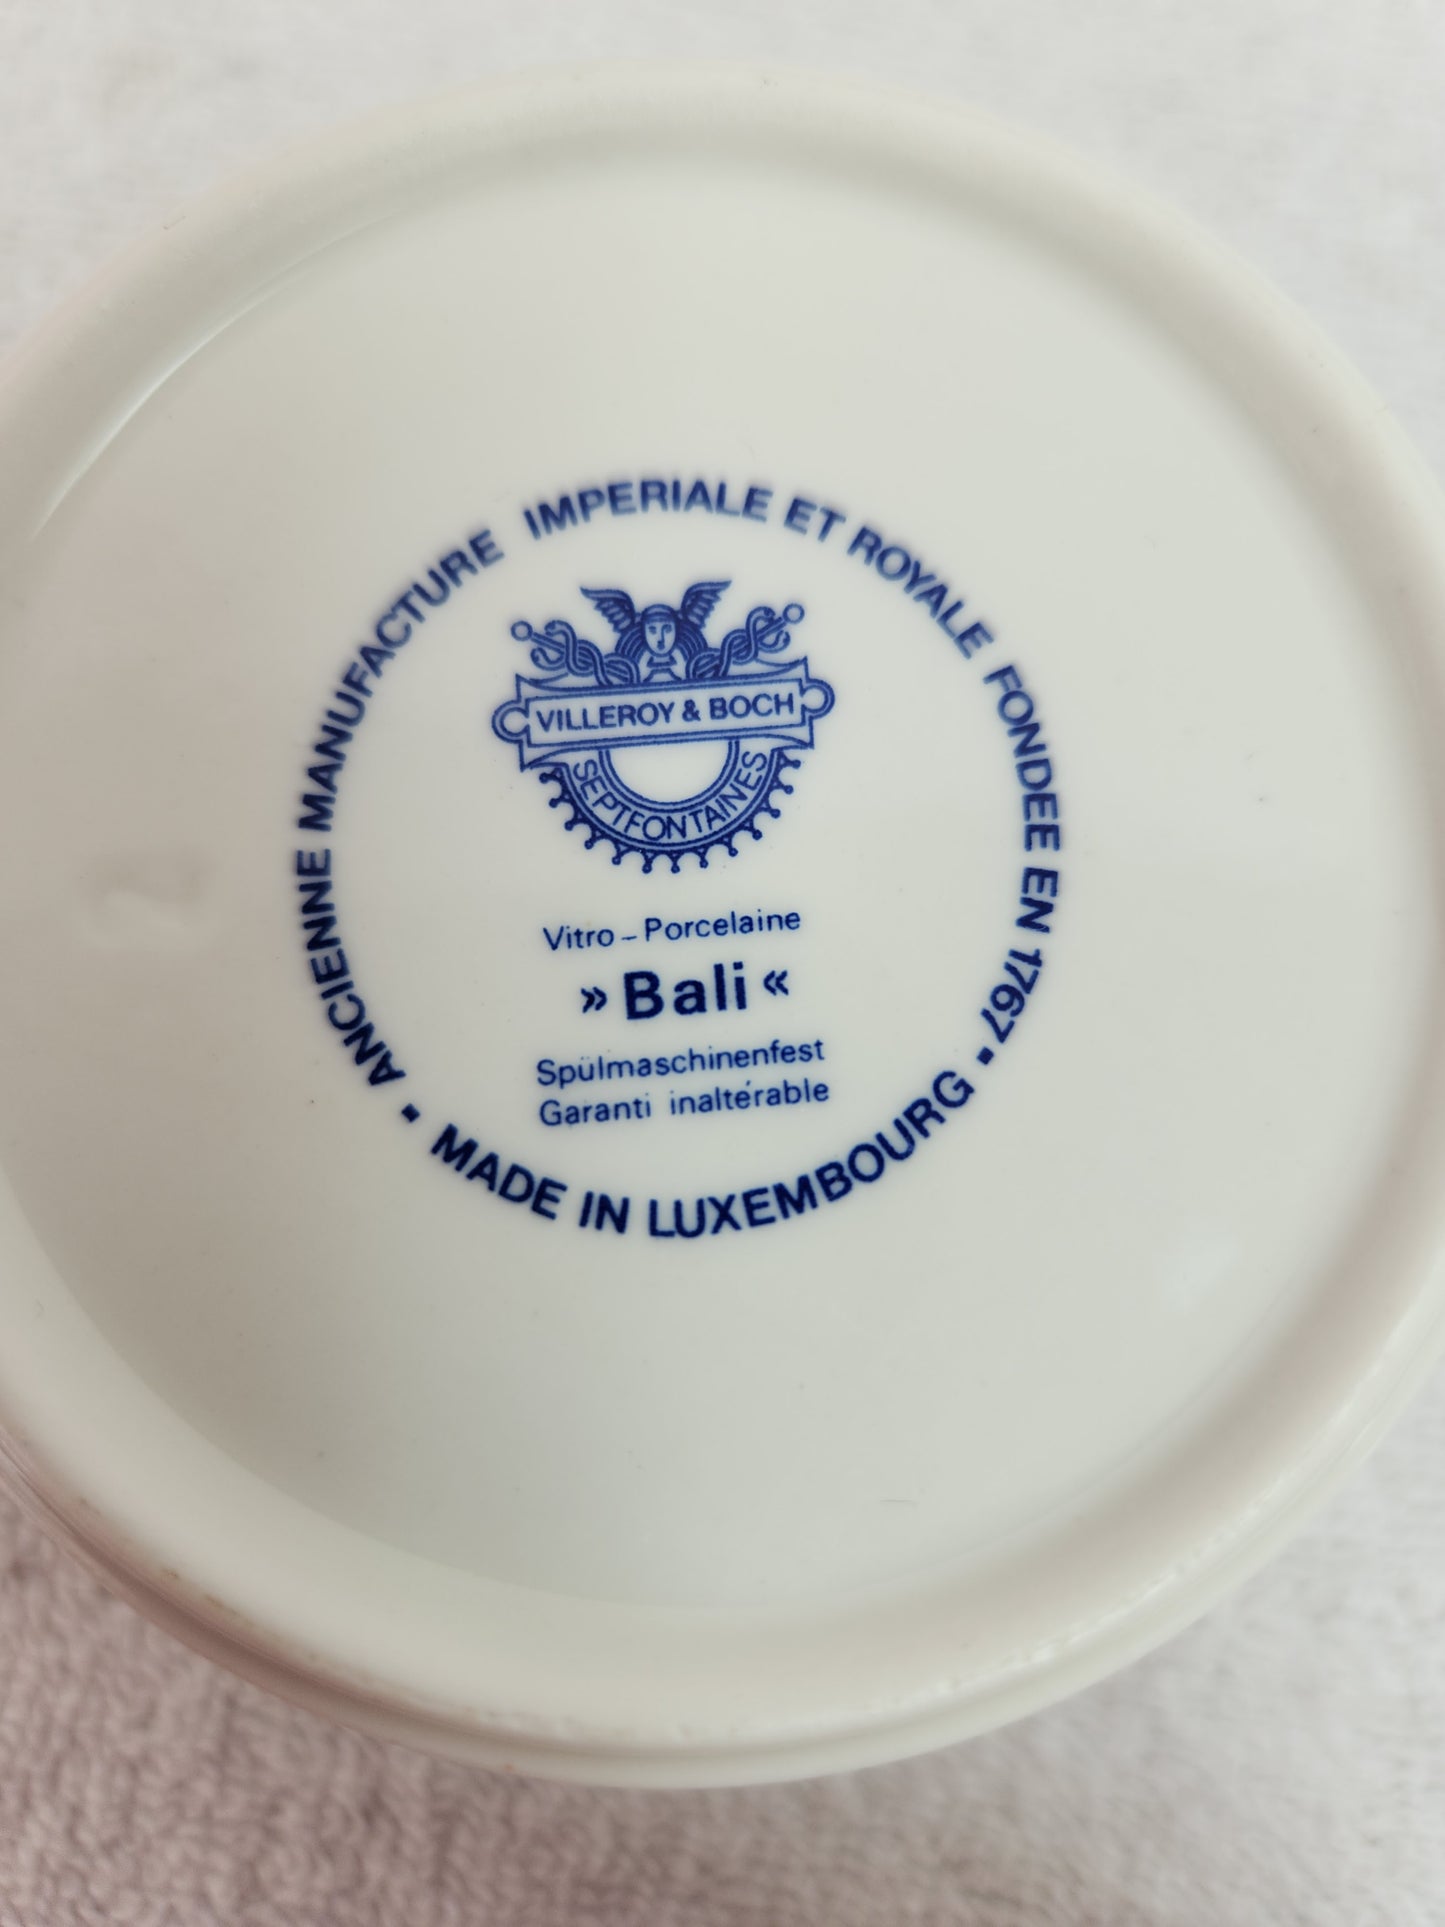 ANCIENNE MANUFACTURE IMPERIALE ET ROYALE FONDEE EN 1767
VILLEROY & BOCH
SEPTFONTAINES
Vitro-Porcelaine
»Bali«
Spülmaschinenfest
Garanti inaltérable
MADE IN LUXEMBOURG